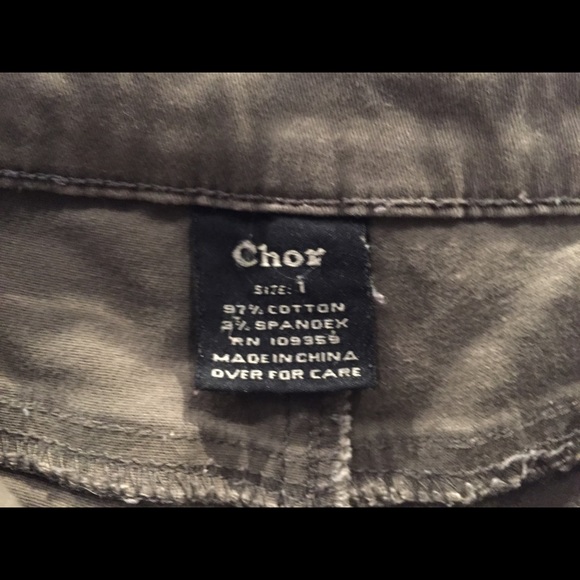 Chor
SIZE: 1
97% COTTON
3% SPANDEX
RN 109359
MADE IN CHINA
OVER FOR CARE